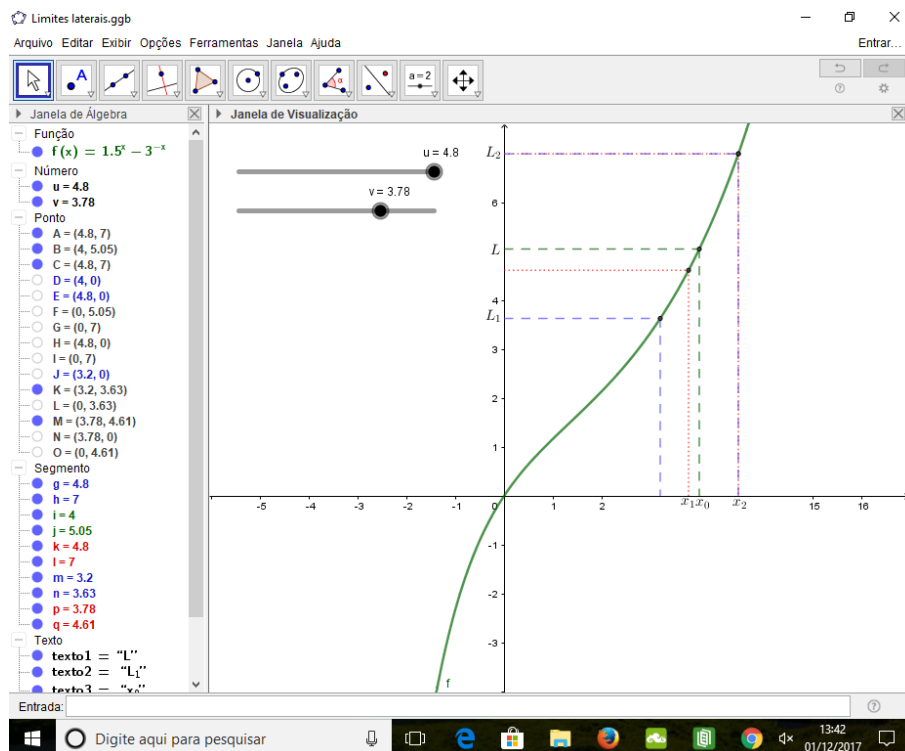 Limites laterais.ggb
Arquivo Editar Exibir Opções Ferramentas Janela Ajuda
Entrar...
A
α
a = 2
Janela de Álgebra
Janela de Visualização
Função
f(x) = 1.5ˣ − 3⁻ˣ
Número
u = 4.8
v = 3.78
Ponto
A = (4.8, 7)
B = (4, 5.05)
C = (4.8, 7)
D = (4, 0)
E = (4.8, 0)
F = (0, 5.05)
G = (0, 7)
H = (4.8, 0)
I = (0, 7)
J = (3.2, 0)
K = (3.2, 3.63)
L = (0, 3.63)
M = (3.78, 4.61)
N = (3.78, 0)
O = (0, 4.61)
Segmento
g = 4.8
h = 7
i = 4
j = 5.05
k = 4.8
l = 7
m = 3.2
n = 3.63
p = 3.78
q = 4.61
Texto
texto1 = “L”
texto2 = “L₁”
texto3 = “x₀”
u = 4.8
v = 3.78
L₂
6
L
4
L₁
3
2
1
-5 -4 -3 -2 -1 0 1 2 x₁ x₀ x₂ 15 16
-1
-2
-3
f
Entrada:
Digite aqui para pesquisar
13:42
01/12/2017